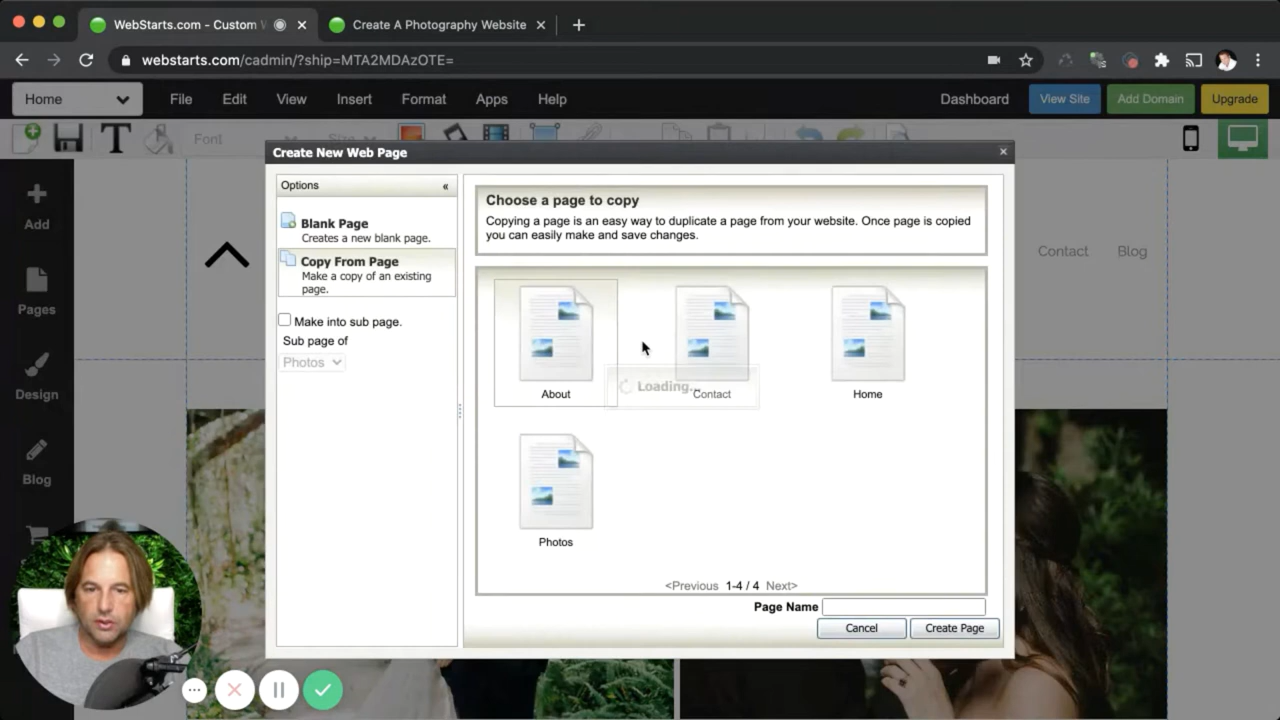 WebStarts.com - Custom W
Create A Photography Website
webstarts.com/cadmin/?ship=MTA2MDAzOTE=
Home
File
Edit
View
Insert
Format
Apps
Help
Dashboard
View Site
Add Domain
Upgrade
Font
Size
Create New Web Page
Add
Pages
Design
Blog
Contact
Blog
Options
«
Blank Page
Creates a new blank page.
Copy From Page
Make a copy of an existing
page.
Make into sub page.
Sub page of
Photos
Choose a page to copy
Copying a page is an easy way to duplicate a page from your website. Once page is copied
you can easily make and save changes.
About
Loading...
Contact
Home
Photos
<Previous 1-4 / 4 Next>
Page Name
Cancel
Create Page